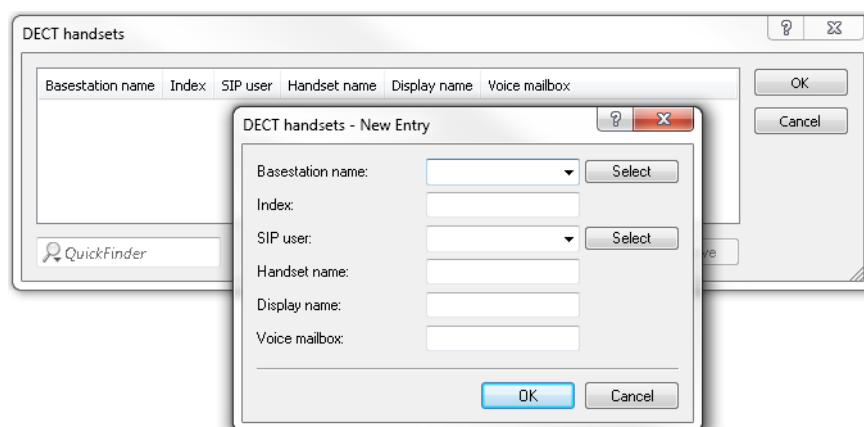 DECT handsets
Basestation name Index SIP user Handset name Display name Voice mailbox
OK
Cancel
QuickFinder
DECT handsets - New Entry
Basestation name: Select
Index:
SIP user: Select
Handset name:
Display name:
Voice mailbox:
OK Cancel